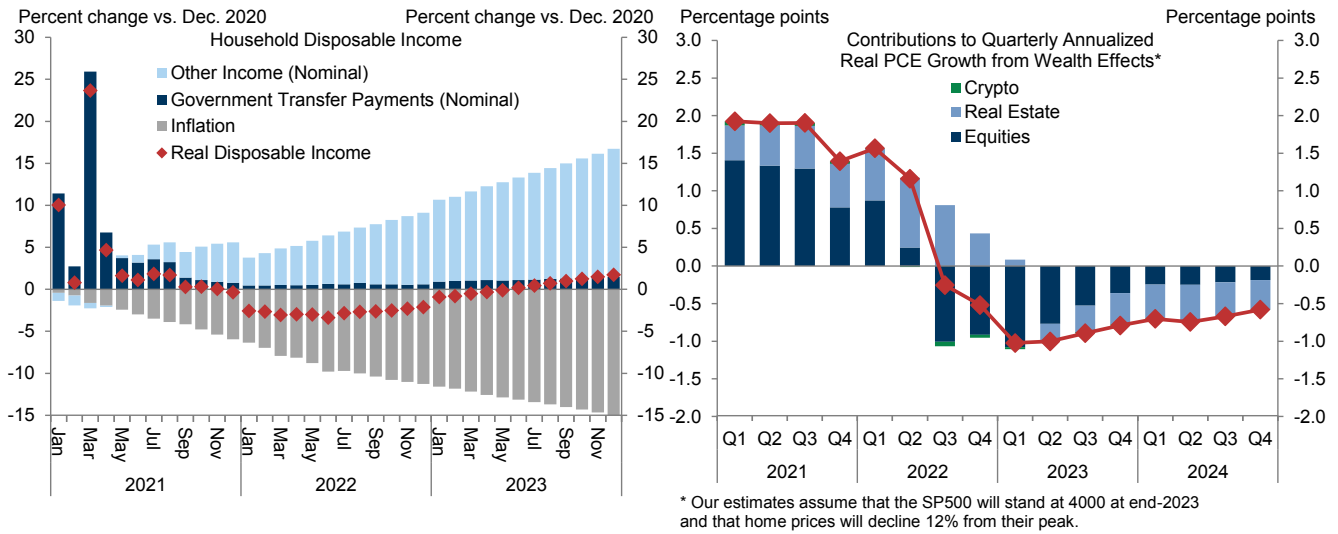 Percent change vs. Dec. 2020
Percent change vs. Dec. 2020
Household Disposable Income
Other Income (Nominal)
Government Transfer Payments (Nominal)
Inflation
Real Disposable Income
30
25
20
15
10
5
0
-5
-10
-15
30
25
20
15
10
5
0
-5
-10
-15
Jan
Mar
May
Jul
Sep
Nov
Jan
Mar
May
Jul
Sep
Nov
Jan
Mar
May
Jul
Sep
Nov
2021
2022
2023
Percentage points
Percentage points
Contributions to Quarterly Annualized
Real PCE Growth from Wealth Effects*
Crypto
Real Estate
Equities
3.0
2.5
2.0
1.5
1.0
0.5
0.0
-0.5
-1.0
-1.5
-2.0
3.0
2.5
2.0
1.5
1.0
0.5
0.0
-0.5
-1.0
-1.5
-2.0
Q1 Q2 Q3 Q4 Q1 Q2 Q3 Q4 Q1 Q2 Q3 Q4 Q1 Q2 Q3 Q4
2021 2022 2023 2024
* Our estimates assume that the SP500 will stand at 4000 at end-2023
and that home prices will decline 12% from their peak.